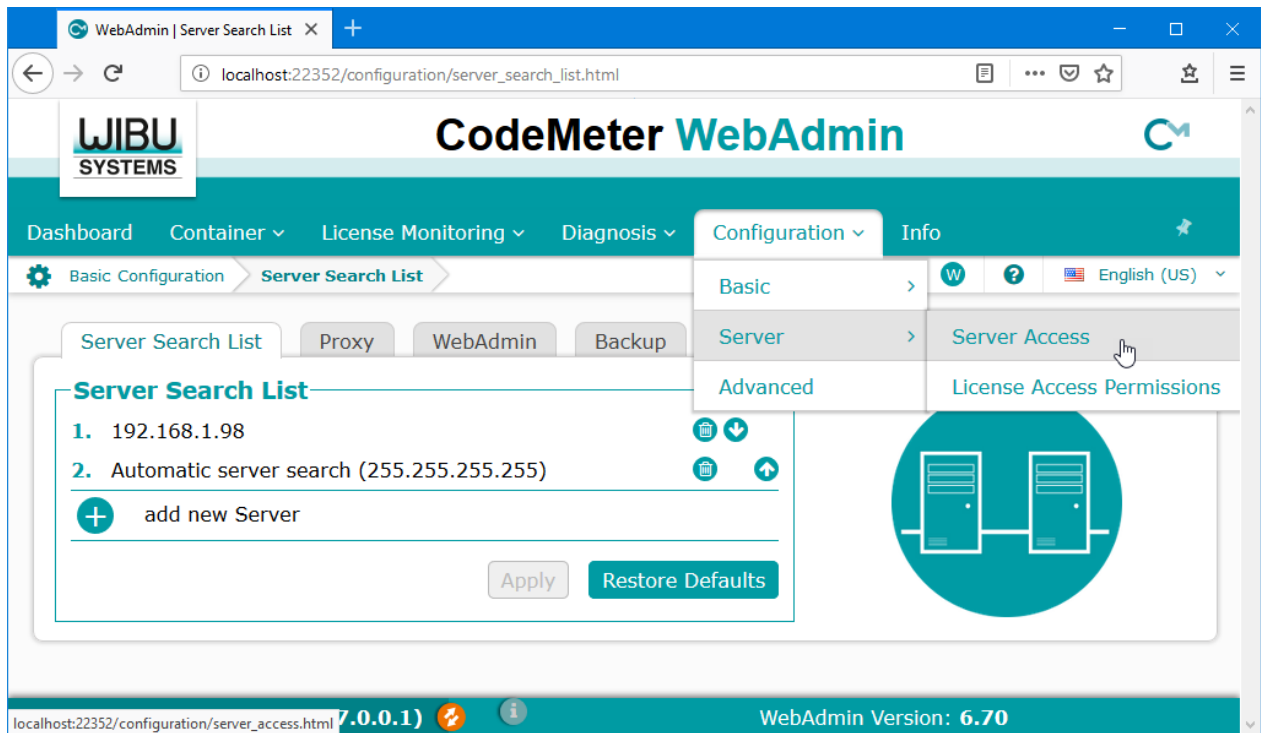 WebAdmin | Server Search List
localhost:22352/configuration/server_search_list.html
WIBU
SYSTEMS
CodeMeter WebAdmin
Dashboard Container License Monitoring Diagnosis Configuration Info
Basic Configuration Server Search List
W ? English (US)
Basic
Server Search List Proxy WebAdmin Backup
Server
Server Access
Advanced
License Access Permissions
Server Search List
1. 192.168.1.98
2. Automatic server search (255.255.255.255)
add new Server
Apply Restore Defaults
localhost:22352/configuration/server_access.html
7.0.0.1)
WebAdmin Version: 6.70